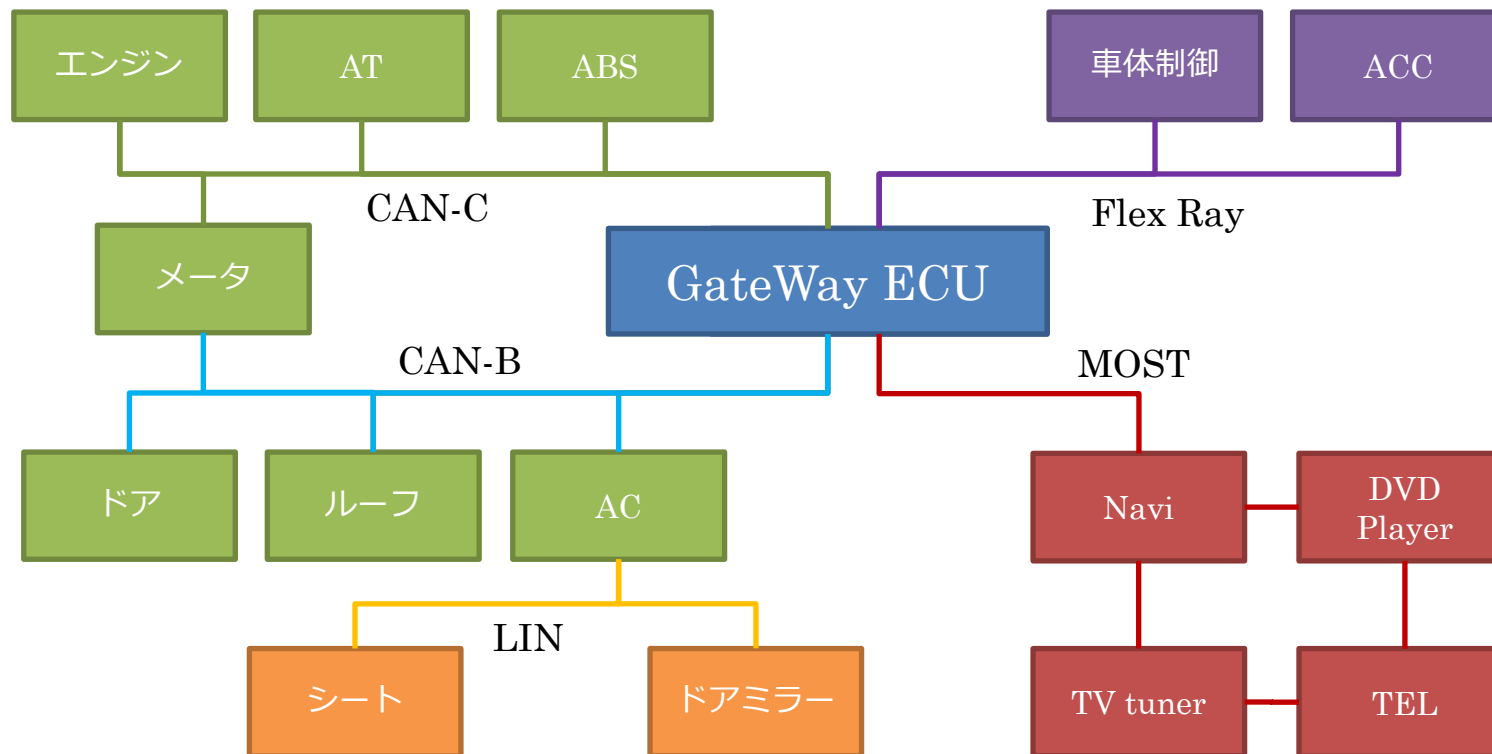 エンジン
AT
ABS
車体制御
ACC
CAN-C
Flex Ray
メータ
GateWay ECU
CAN-B
MOST
ドア
ルーフ
AC
Navi
DVD
Player
LIN
シート
ドアミラー
TV tuner
TEL